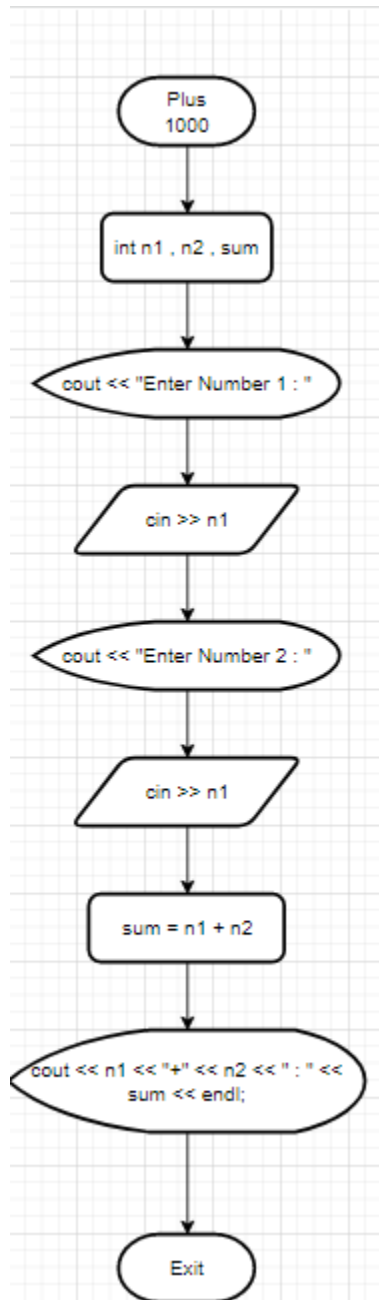 Plus
1000
int n1 , n2 , sum
cout << "Enter Number 1 : "
cin >> n1
cout << "Enter Number 2 : "
cin >> n1
sum = n1 + n2
cout << n1 << "+" << n2 << " : " <<
sum << endl;
Exit